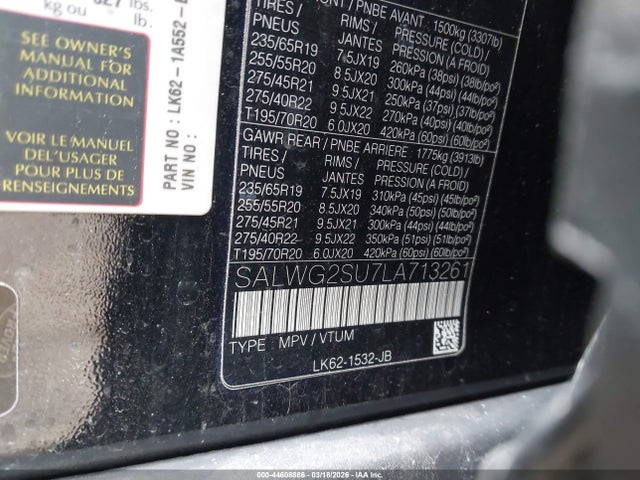 627 lbs.
kg ou lb.
SEE OWNER'S
MANUAL FOR
ADDITIONAL
INFORMATION
VOIR LE MANUEL
DEL'USAGER
POUR PLUS DE
RENSEIGNEMENTS
PART NO : LK62 - 1A552 -
VIN NO :
/ PNBE AVANT : 1500kg (3307lb)
TIRES / RIMS / PRESSURE (COLD) /
PNEUS JANTES PRESSION (A FROID)
235/65R19 7.5JX19 260kPa (38psi) (38lb/po²)
255/55R20 8.5JX20 300kPa (44psi) (44lb/po²)
275/45R21 9.5JX21 250kPa (37psi) (37lb/po²)
275/40R22 9.5JX22 270kPa (40psi) (40lb/po²)
T195/70R20 6.0JX20 420kPa (60psi) (60lb/po²)
GAWR REAR / PNBE ARRIERE : 1775kg (3913lb)
TIRES / RIMS / PRESSURE (COLD) /
PNEUS JANTES PRESSION (A FROID)
235/65R19 7.5JX19 310kPa (45psi) (45lb/po²)
255/55R20 8.5JX20 340kPa (50psi) (50lb/po²)
275/45R21 9.5JX21 300kPa (44psi) (44lb/po²)
275/40R22 9.5JX22 350kPa (51psi) (51lb/po²)
T195/70R20 6.0JX20 420kPa (60psi) (60lb/po²)
SALWG2SU7LA713261
TYPE MPV / VTUM
LK62-1532-JB
000-44608886 - 03/18/2026 - COPART